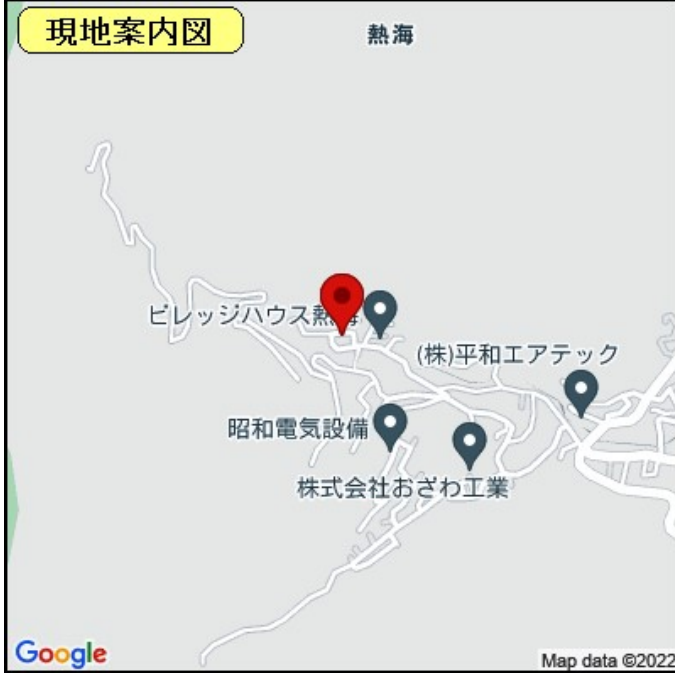 現地案内図
熱海
ビレッジハウス熱海
(株)平和エアテック
昭和電気設備
株式会社おざわ工業
Google
Map data ©2022